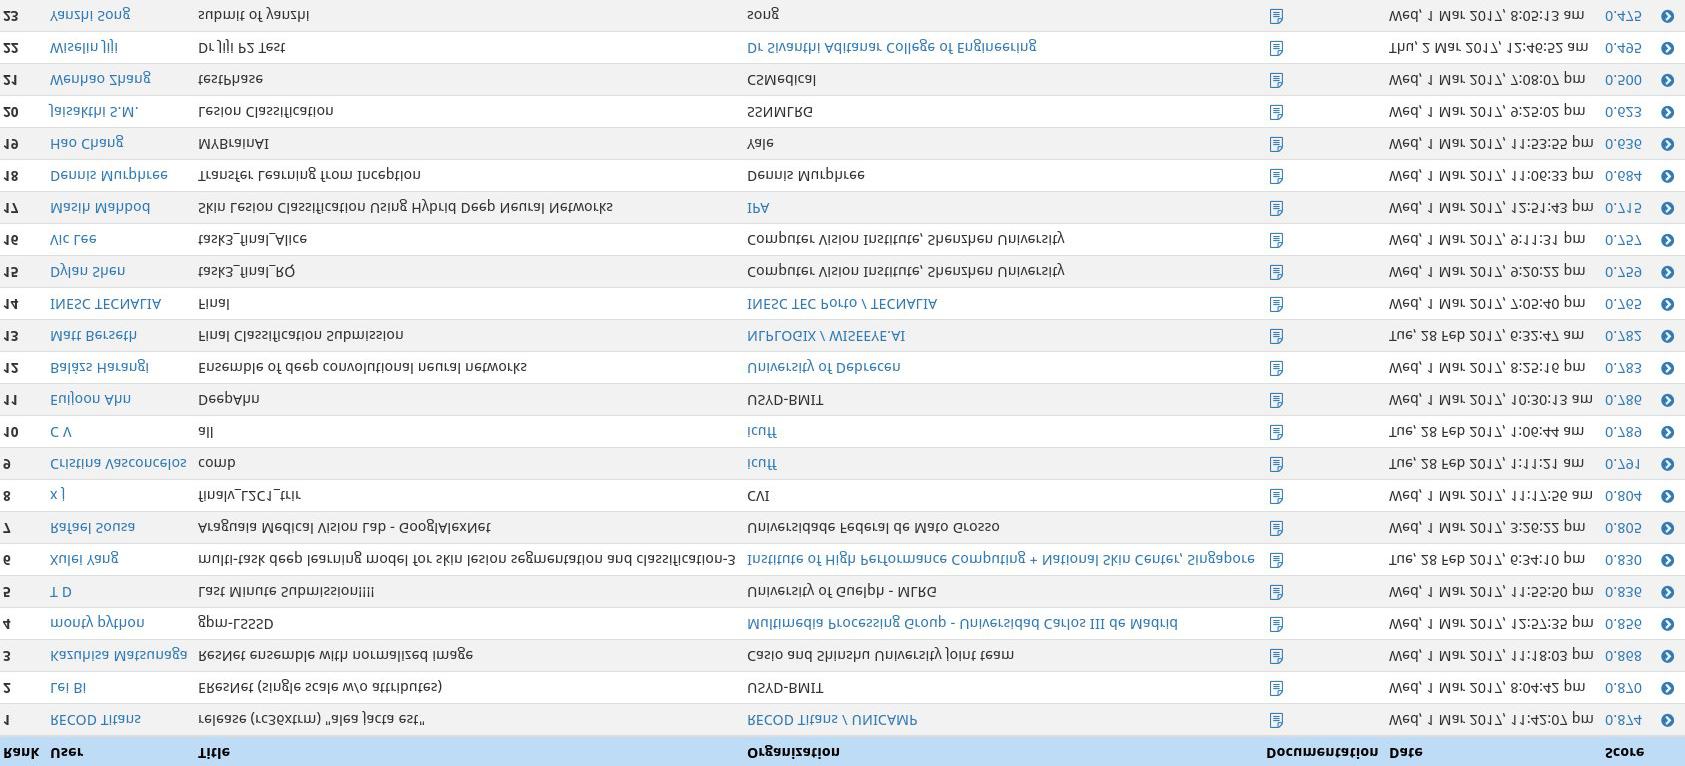 Rank User Title Organization Documentation Date Score
1 RECOD Titans release (rc36xtrm) "alea jacta est" RECOD Titans / UNICAMP Wed, 1 Mar 2017, 11:42:07 pm 0.874
2 Lei Bi EResNet (single scale w/o attributes) USYD-BMIT Wed, 1 Mar 2017, 8:04:42 pm 0.870
3 Kazuhisa Matsunaga ResNet ensemble with normalized image Casio and Shinshu University joint team Wed, 1 Mar 2017, 11:18:03 pm 0.868
4 monty python gpm-LSSSD Multimedia Processing Group - Universidad Carlos III de Madrid Wed, 1 Mar 2017, 12:57:35 pm 0.856
5 T D Last Minute Submission!!!! University of Guelph - MLRG Wed, 1 Mar 2017, 11:55:50 pm 0.836
6 Xulei Yang multi-task deep learning model for skin lesion segmentation and classification-3 Institute of High Performance Computing + National Skin Center, Singapore Tue, 28 Feb 2017, 6:34:10 pm 0.830
7 Rafael Sousa Araguaia Medical Vision Lab - GooglAlexNet Universidade Federal de Mato Grosso Wed, 1 Mar 2017, 3:26:22 pm 0.805
8 x j finalv_L2C1_trir CVI Wed, 1 Mar 2017, 11:17:56 am 0.804
9 Cristina Vasconcelos comb icuff Tue, 28 Feb 2017, 1:11:21 am 0.791
10 C V all icuff Tue, 28 Feb 2017, 1:06:44 am 0.789
11 Euijoon Ahn DeepAhn USYD-BMIT Wed, 1 Mar 2017, 10:30:13 am 0.786
12 Balázs Harangi Ensemble of deep convolutional neural networks University of Debrecen Wed, 1 Mar 2017, 8:25:16 pm 0.783
13 Matt Berseth Final Classification Submission NLPLOGIX / WISEEYE.AI Tue, 28 Feb 2017, 6:32:47 am 0.782
14 INESC TECNALIA Final INESC TEC Porto / TECNALIA Wed, 1 Mar 2017, 7:05:40 pm 0.765
15 Dylan Shen task3_final_RQ Computer Vision Institute, Shenzhen University Wed, 1 Mar 2017, 9:20:22 pm 0.759
16 Vic Lee task3_final_Alice Computer Vision Institute, Shenzhen University Wed, 1 Mar 2017, 9:11:31 pm 0.757
17 Masih Mahbod Skin Lesion Classification Using Hybrid Deep Neural Networks IPA Wed, 1 Mar 2017, 12:51:43 pm 0.715
18 Dennis Murphree Transfer Learning from Inception Dennis Murphree Wed, 1 Mar 2017, 11:06:33 pm 0.684
19 Hao Chang MYBrainAI Yale Wed, 1 Mar 2017, 11:53:55 pm 0.636
20 Jaisakthi S.M. Lesion Classification SSNMLRG Wed, 1 Mar 2017, 9:25:02 pm 0.623
21 Wenhao Zhang testPhase CSMedical Wed, 1 Mar 2017, 7:08:07 pm 0.500
22 Wiselin Jiji Dr Jiji P2 Test Dr Sivanthi Aditanar College of Engineering Thu, 2 Mar 2017, 12:46:52 am 0.495
23 Yanzhi Song submit of yanzhi song Wed, 1 Mar 2017, 8:05:13 am 0.475